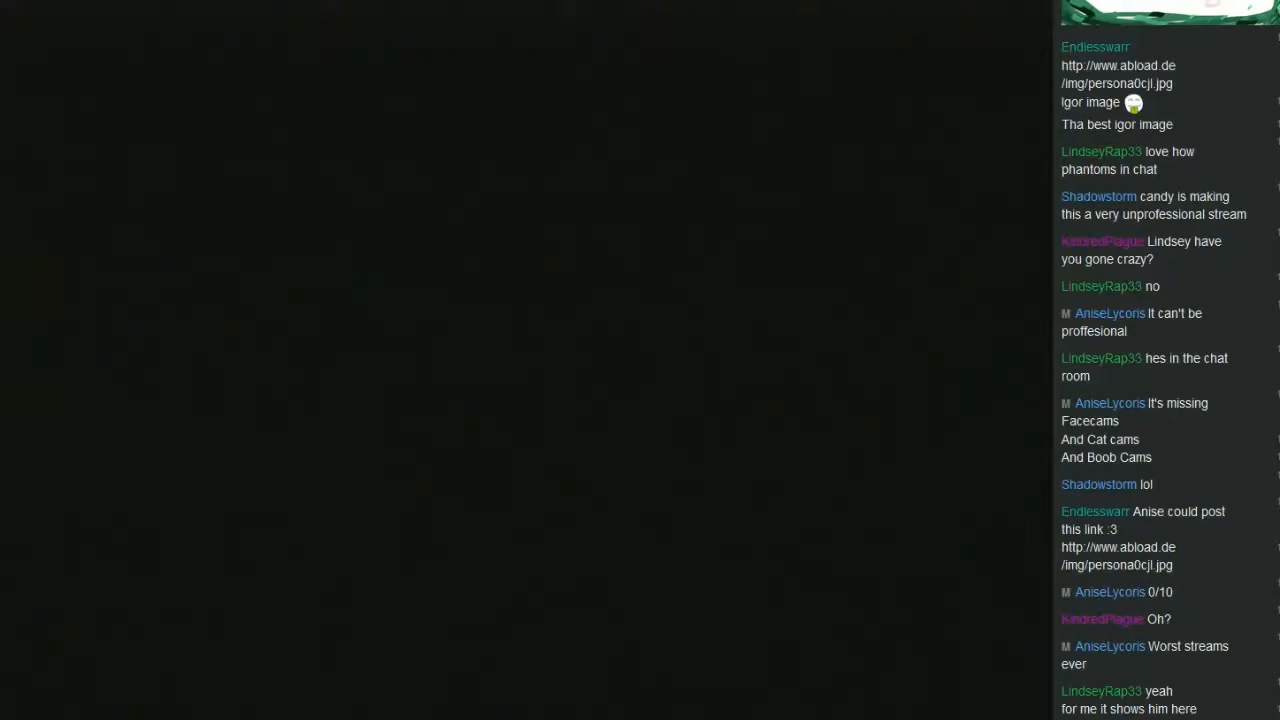 Endlesswarr
http://www.abload.de
/img/persona0cjl.jpg
Igor image
Tha best igor image
LindseyRap33 love how
phantoms in chat
Shadowstorm candy is making
this a very unprofessional stream
KindredPlague Lindsey have
you gone crazy?
LindseyRap33 no
M AniseLycoris It can't be
proffesional
LindseyRap33 hes in the chat
room
M AniseLycoris It's missing
Facecams
And Cat cams
And Boob Cams
Shadowstorm lol
Endlesswarr Anise could post
this link :3
http://www.abload.de
/img/persona0cjl.jpg
M AniseLycoris 0/10
KindredPlague Oh?
M AniseLycoris Worst streams
ever
LindseyRap33 yeah
for me it shows him here